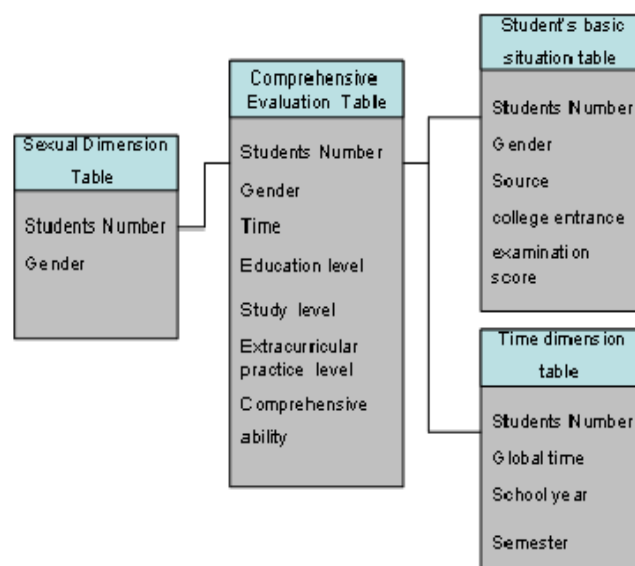 Sexual Dimension
Table
Students Number
Gender
Comprehensive
Evaluation Table
Students Number
Gender
Time
Education level
Study level
Extracurricular
practice level
Comprehensive
ability
Student's basic
situation table
Students Number
Gender
Source
college entrance
examination
score
Time dimension
table
Students Number
Global time
School year
Semester